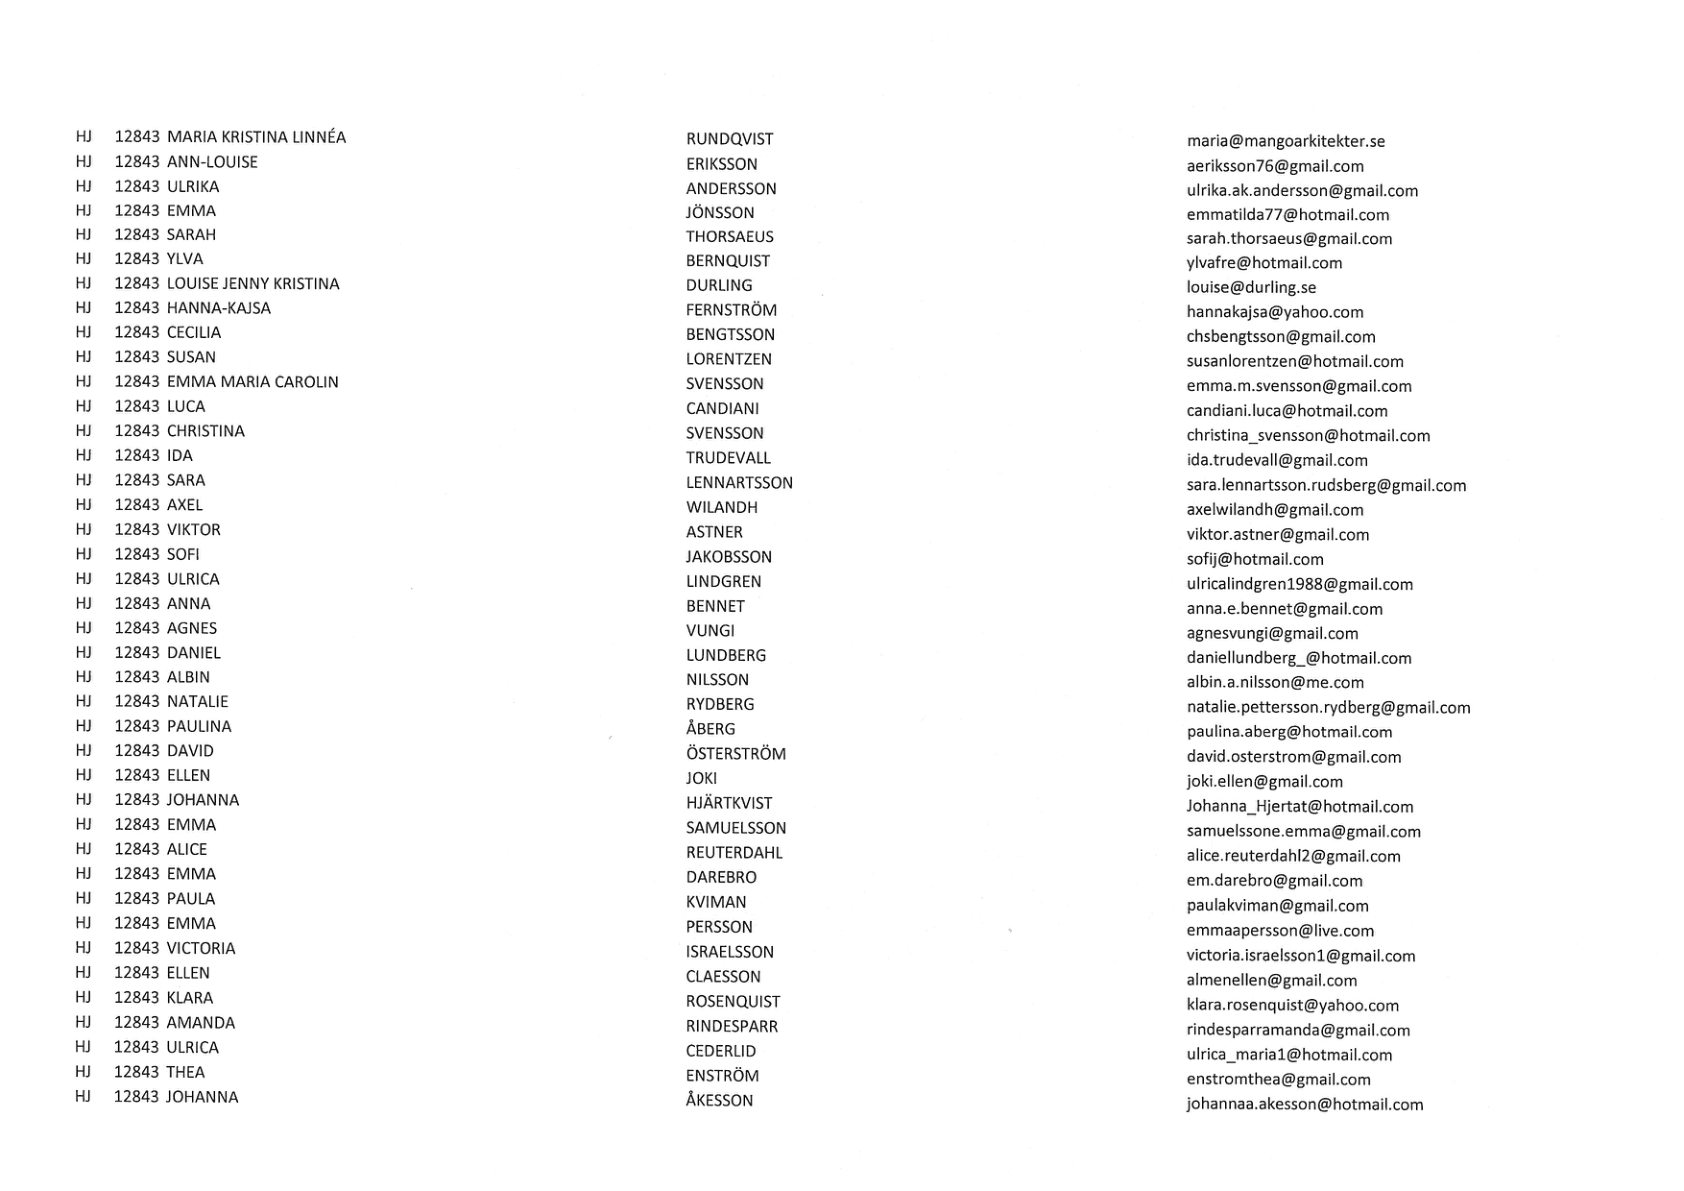 HJ 12843 MARIA KRISTINA LINNÉA RUNDQVIST maria@mangoarkitekter.se
HJ 12843 ANN-LOUISE ERIKSSON aeriksson76@gmail.com
HJ 12843 ULRIKA ANDERSSON ulrika.ak.andersson@gmail.com
HJ 12843 EMMA JÖNSSON emmatilda77@hotmail.com
HJ 12843 SARAH THORSAEUS sarah.thorsaeus@gmail.com
HJ 12843 YLVA BERNQUIST ylvafre@hotmail.com
HJ 12843 LOUISE JENNY KRISTINA DURLING louise@durling.se
HJ 12843 HANNA-KAJSA FERNSTRÖM hannakajsa@yahoo.com
HJ 12843 CECILIA BENGTSSON chsbengtsson@gmail.com
HJ 12843 SUSAN LORENTZEN susanlorentzen@hotmail.com
HJ 12843 EMMA MARIA CAROLIN SVENSSON emma.m.svensson@gmail.com
HJ 12843 LUCA CANDIANI candiani.luca@hotmail.com
HJ 12843 CHRISTINA SVENSSON christina_svensson@hotmail.com
HJ 12843 IDA TRUDEVALL ida.trudevall@gmail.com
HJ 12843 SARA LENNARTSSON sara.lennartsson.rudsberg@gmail.com
HJ 12843 AXEL WILANDH axelwilandh@gmail.com
HJ 12843 VIKTOR ASTNER viktor.astner@gmail.com
HJ 12843 SOFI JAKOBSSON sofij@hotmail.com
HJ 12843 ULRICA LINDGREN ulricalindgren1988@gmail.com
HJ 12843 ANNA BENNET anna.e.bennet@gmail.com
HJ 12843 AGNES VUNGI agnesvungi@gmail.com
HJ 12843 DANIEL LUNDBERG daniellundberg_@hotmail.com
HJ 12843 ALBIN NILSSON albin.a.nilsson@me.com
HJ 12843 NATALIE RYDBERG natalie.pettersson.rydberg@gmail.com
HJ 12843 PAULINA ÅBERG paulina.aberg@hotmail.com
HJ 12843 DAVID ÖSTERSTRÖM david.osterstrom@gmail.com
HJ 12843 ELLEN JOKI joki.ellen@gmail.com
HJ 12843 JOHANNA HJÄRTKVIST Johanna_Hjertat@hotmail.com
HJ 12843 EMMA SAMUELSSON samuelssone.emma@gmail.com
HJ 12843 ALICE REUTERDAHL alice.reuterdahl2@gmail.com
HJ 12843 EMMA DAREBRO em.darebro@gmail.com
HJ 12843 PAULA KVIMAN paulakviman@gmail.com
HJ 12843 EMMA PERSSON emmaapersson@live.com
HJ 12843 VICTORIA ISRAELSSON victoria.israelsson1@gmail.com
HJ 12843 ELLEN CLAESSON almenellen@gmail.com
HJ 12843 KLARA ROSENQUIST klara.rosenquist@yahoo.com
HJ 12843 AMANDA RINDESPARR rindesparramanda@gmail.com
HJ 12843 ULRICA CEDERLID ulrica_maria1@hotmail.com
HJ 12843 THEA ENSTRÖM enstromthea@gmail.com
HJ 12843 JOHANNA ÅKESSON johannaa.akesson@hotmail.com